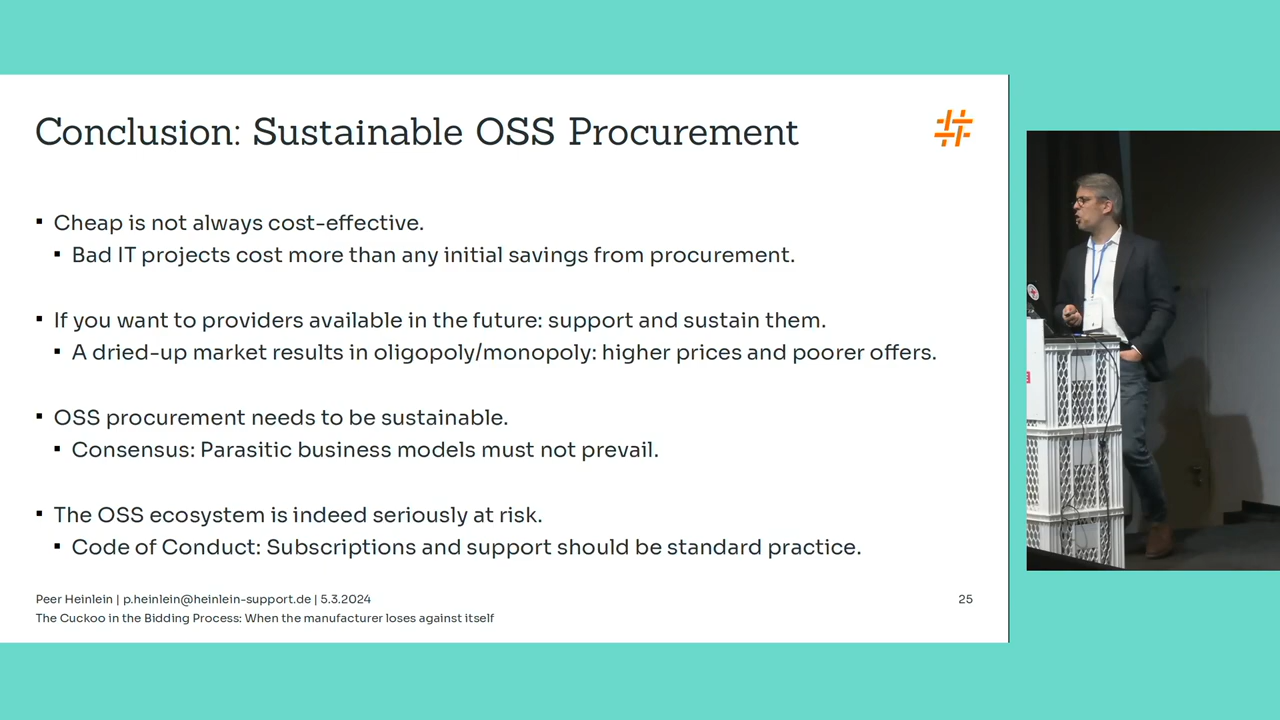 Conclusion: Sustainable OSS Procurement
Cheap is not always cost-effective.
Bad IT projects cost more than any initial savings from procurement.
If you want to providers available in the future: support and sustain them.
A dried-up market results in oligopoly/monopoly: higher prices and poorer offers.
OSS procurement needs to be sustainable.
Consensus: Parasitic business models must not prevail.
The OSS ecosystem is indeed seriously at risk.
Code of Conduct: Subscriptions and support should be standard practice.
Peer Heinlein | p.heinlein@heinlein-support.de | 5.3.2024
25
The Cuckoo in the Bidding Process: When the manufacturer loses against itself